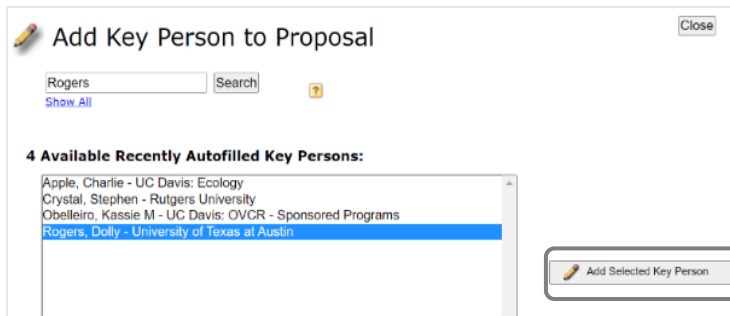 Add Key Person to Proposal
Close
Rogers
Search
?
Show All
4 Available Recently Autofilled Key Persons:
Apple, Charlie - UC Davis: Ecology
Crystal, Stephen - Rutgers University
Obelleiro, Kassie M - UC Davis: OVCR - Sponsored Programs
Rogers, Dolly - University of Texas at Austin
Add Selected Key Person